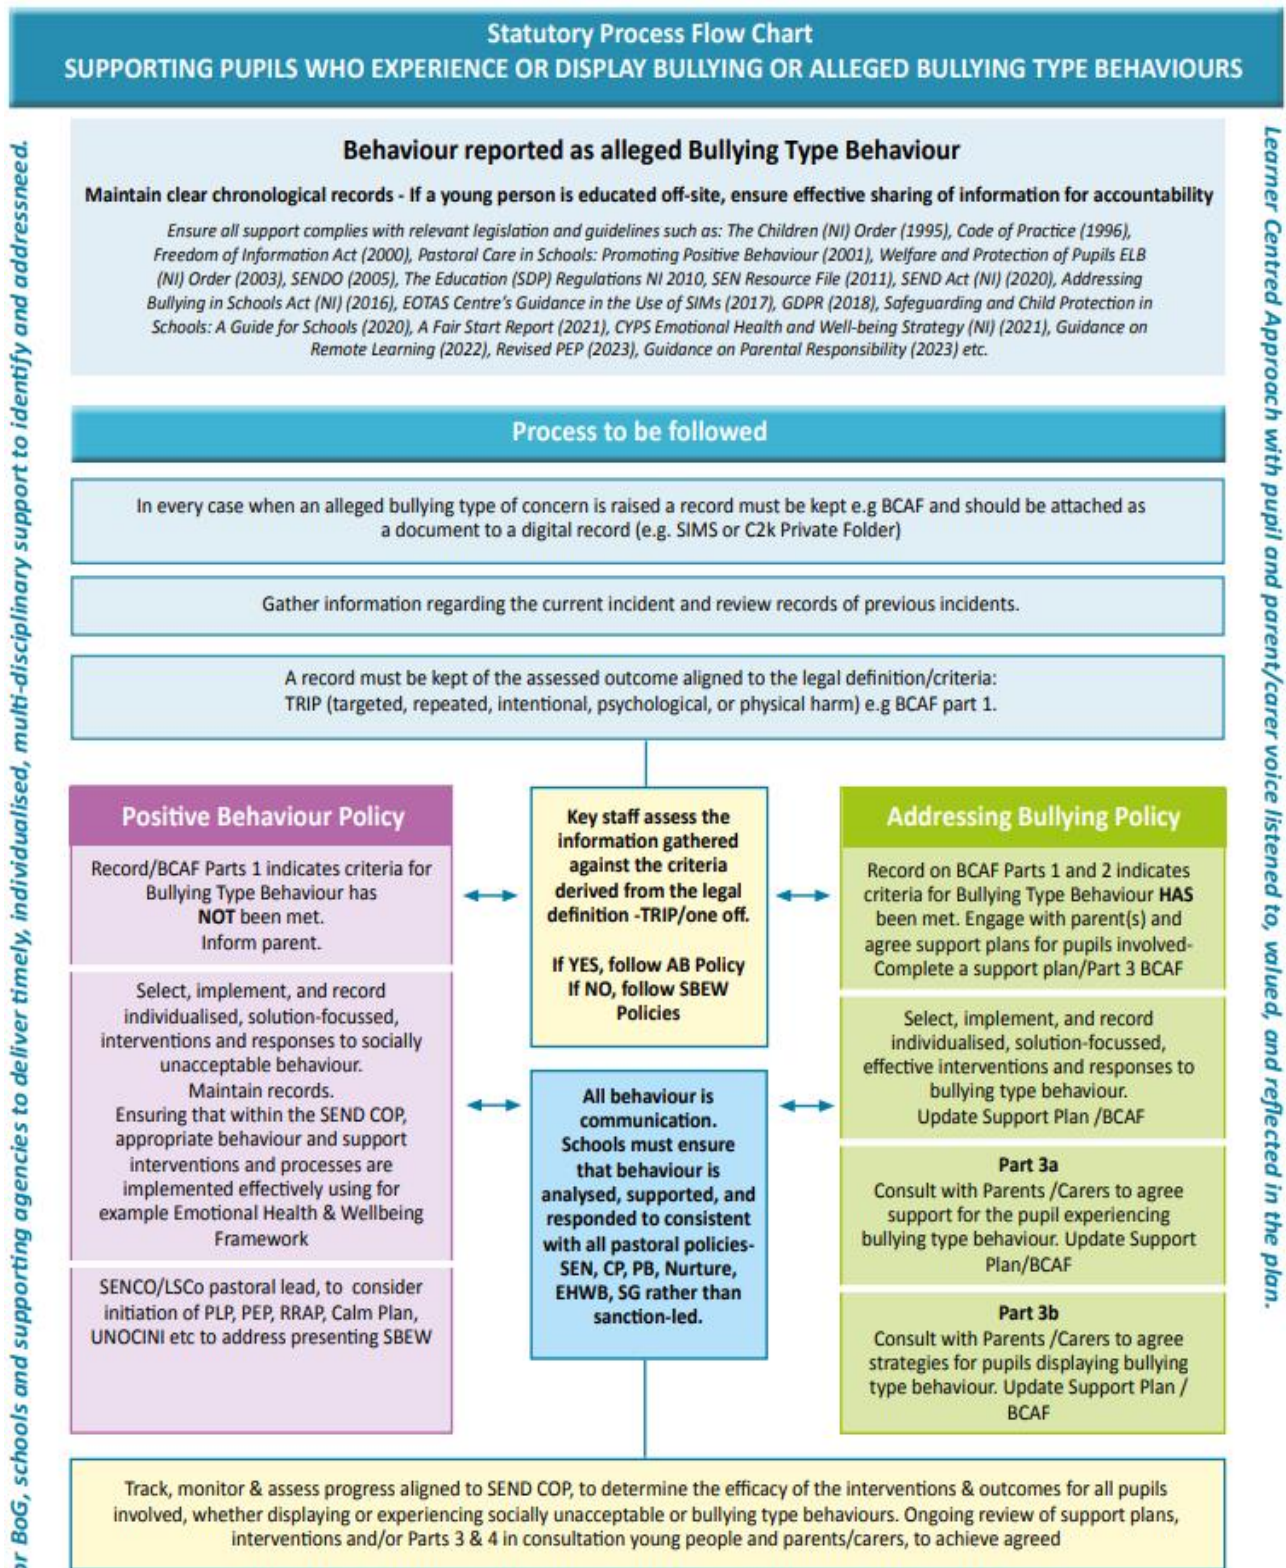 Statutory Process Flow Chart
SUPPORTING PUPILS WHO EXPERIENCE OR DISPLAY BULLYING OR ALLEGED BULLYING TYPE BEHAVIOURS
Behaviour reported as alleged Bullying Type Behaviour
Maintain clear chronological records - If a young person is educated off-site, ensure effective sharing of information for accountability
Ensure all support complies with relevant legislation and guidelines such as: The Children (NI) Order (1995), Code of Practice (1996),
Freedom of Information Act (2000), Pastoral Care in Schools: Promoting Positive Behaviour (2001), Welfare and Protection of Pupils ELB
(NI) Order (2003), SENDO (2005), The Education (SDP) Regulations NI 2010, SEN Resource File (2011), SEND Act (NI) (2020), Addressing
Bullying in Schools Act (NI) (2016), EOTAS Centre's Guidance in the Use of SIMs (2017), GDPR (2018), Safeguarding and Child Protection in
Schools: A Guide for Schools (2020), A Fair Start Report (2021), CYPS Emotional Health and Well-being Strategy (NI) (2021), Guidance on
Remote Learning (2022), Revised PEP (2023), Guidance on Parental Responsibility (2023) etc.
Process to be followed
In every case when an alleged bullying type of concern is raised a record must be kept e.g BCAF and should be attached as
a document to a digital record (e.g. SIMS or C2k Private Folder)
Gather information regarding the current incident and review records of previous incidents.
A record must be kept of the assessed outcome aligned to the legal definition/criteria:
TRIP (targeted, repeated, intentional, psychological, or physical harm) e.g BCAF part 1.
Positive Behaviour Policy
Record/BCAF Parts 1 indicates criteria for
Bullying Type Behaviour has
NOT been met.
Inform parent.
Select, implement, and record
individualised, solution-focussed,
interventions and responses to socially
unacceptable behaviour.
Maintain records.
Ensuring that within the SEND COP,
appropriate behaviour and support
interventions and processes are
implemented effectively using for
example Emotional Health & Wellbeing
Framework
SENCO/LSCo pastoral lead, to consider
initiation of PLP, PEP, RRAP, Calm Plan,
UNOCINI etc to address presenting SBEW
Key staff assess the
information gathered
against the criteria
derived from the legal
definition -TRIP/one off.
If YES, follow AB Policy
If NO, follow SBEW
Policies
All behaviour is
communication.
Schools must ensure
that behaviour is
analysed, supported, and
responded to consistent
with all pastoral policies-
SEN, CP, PB, Nurture,
EHWB, SG rather than
sanction-led.
Addressing Bullying Policy
Record on BCAF Parts 1 and 2 indicates
criteria for Bullying Type Behaviour HAS
been met. Engage with parent(s) and
agree support plans for pupils involved-
Complete a support plan/Part 3 BCAF
Select, implement, and record
individualised, solution-focussed,
effective interventions and responses to
bullying type behaviour.
Update Support Plan /BCAF
Part 3a
Consult with Parents /Carers to agree
support for the pupil experiencing
bullying type behaviour. Update Support
Plan/BCAF
Part 3b
Consult with Parents /Carers to agree
strategies for pupils displaying bullying
type behaviour. Update Support Plan /
BCAF
Track, monitor & assess progress aligned to SEND COP, to determine the efficacy of the interventions & outcomes for all pupils
involved, whether displaying or experiencing socially unacceptable or bullying type behaviours. Ongoing review of support plans,
interventions and/or Parts 3 & 4 in consultation young people and parents/carers, to achieve agreed
BoG, schools and supporting agencies to deliver timely, individualised, multi-disciplinary support to identify and addressneed.
Learner Centred Approach with pupil and parent/carer voice listened to, valued, and reflected in the plan.